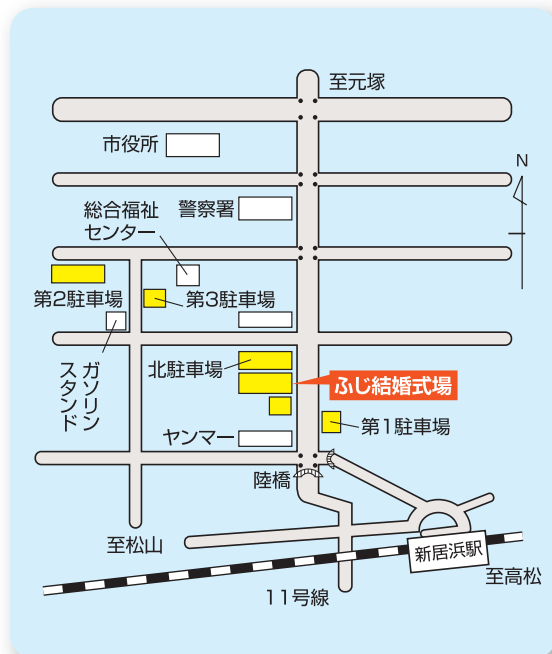 至元塚
市役所
N
総合福祉
センター
警察署
第2駐車場
第3駐車場
ガソリン
スタンド
北駐車場
ふじ結婚式場
第1駐車場
ヤンマー
陸橋
至松山
新居浜駅
至高松
11号線